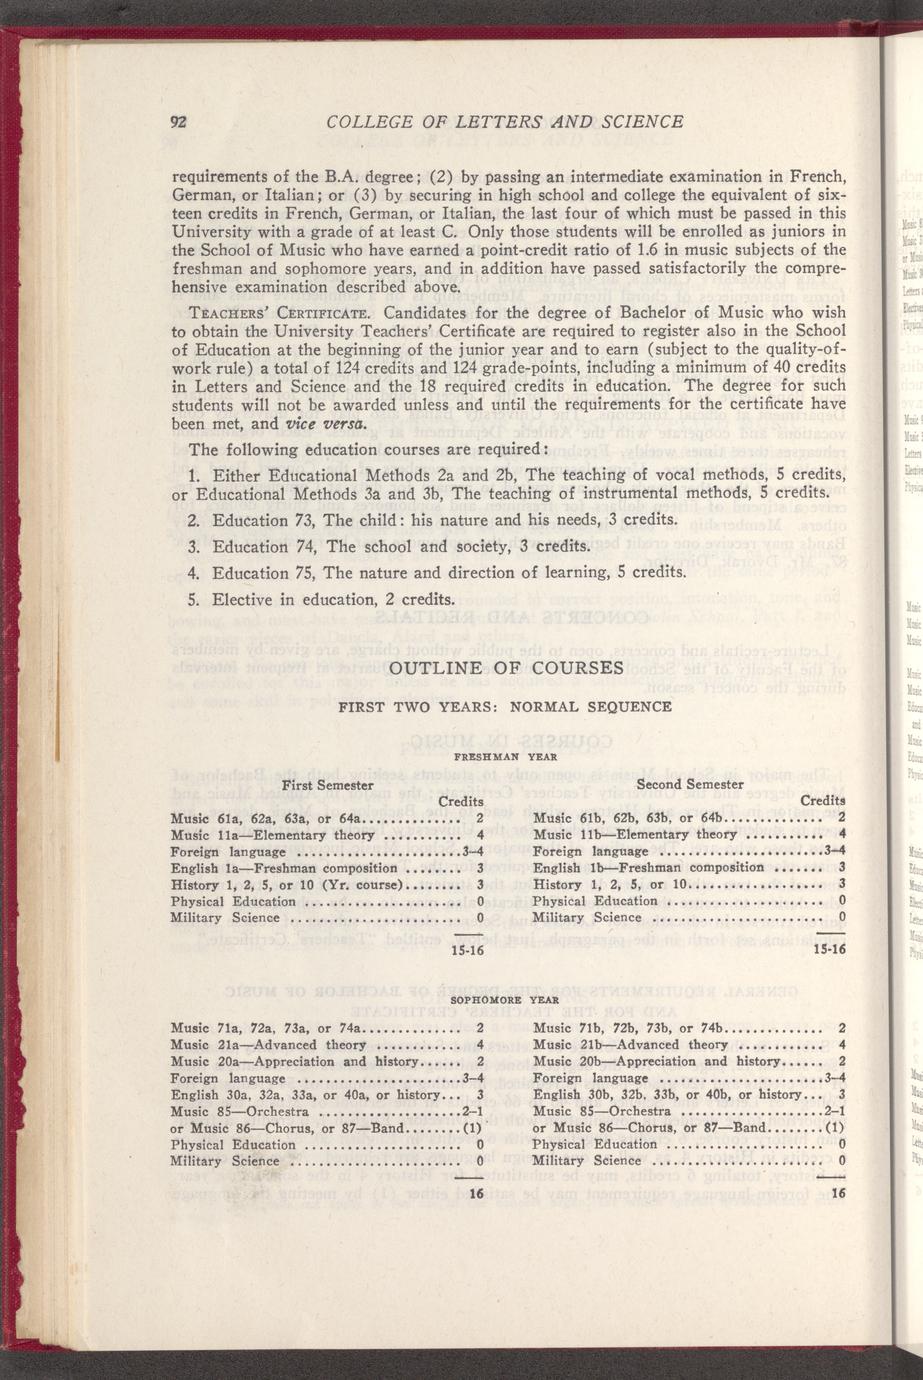 92 COLLEGE OF LETTERS AND SCIENCE
requirements of the B.A. degree; (2) by passing an intermediate examination in French,
German, or Italian; or (3) by securing in high school and college the equivalent of six-
teen credits in French, German, or Italian, the last four of which must be passed in this
University with a grade of at least C. Only those students will be enrolled as juniors in
the School of Music who have earned a point-credit ratio of 1.6 in music subjects of the
freshman and sophomore years, and in addition have passed satisfactorily the compre-
hensive examination described above.
TEACHERS' CERTIFICATE. Candidates for the degree of Bachelor of Music who wish
to obtain the University Teachers' Certificate are required to register also in the School
of Education at the beginning of the junior year and to earn (subject to the quality-of-
work rule) a total of 124 credits and 124 grade-points, including a minimum of 40 credits
in Letters and Science and the 18 required credits in education. The degree for such
students will not be awarded unless and until the requirements for the certificate have
been met, and vice versa.
The following education courses are required:
1. Either Educational Methods 2a and 2b, The teaching of vocal methods, 5 credits,
or Educational Methods 3a and 3b, The teaching of instrumental methods, 5 credits.
2. Education 73, The child: his nature and his needs, 3 credits.
3. Education 74, The school and society, 3 credits.
4. Education 75, The nature and direction of learning, 5 credits.
5. Elective in education, 2 credits.
OUTLINE OF COURSES
FIRST TWO YEARS: NORMAL SEQUENCE
FRESHMAN YEAR
First Semester
Credits
Music 61a, 62a, 63a, or 64a.............. 2
Music 11a—Elementary theory ........... 4
Foreign language ......................3–4
English 1a—Freshman composition ........ 3
History 1, 2, 5, or 10 (Yr. course)........ 3
Physical Education ...................... 0
Military Science ........................ 0
15-16
Second Semester
Credits
Music 61b, 62b, 63b, or 64b.............. 2
Music 11b—Elementary theory ........... 4
Foreign language ......................3–4
English 1b—Freshman composition ....... 3
History 1, 2, 5, or 10................... 3
Physical Education ...................... 0
Military Science ........................ 0
15-16
SOPHOMORE YEAR
Music 71a, 72a, 73a, or 74a.............. 2
Music 21a—Advanced theory ............ 4
Music 20a—Appreciation and history...... 2
Foreign language ......................3–4
English 30a, 32a, 33a, or 40a, or history... 3
Music 85—Orchestra ...................2–1
or Music 86—Chorus, or 87—Band........(1)
Physical Education ...................... 0
Military Science ........................ 0
16
Music 71b, 72b, 73b, or 74b.............. 2
Music 21b—Advanced theory ............ 4
Music 20b—Appreciation and history...... 2
Foreign language ......................3–4
English 30b, 32b, 33b, or 40b, or history... 3
Music 85—Orchestra ...................2–1
or Music 86—Chorus, or 87—Band........(1)
Physical Education ...................... 0
Military Science ........................ 0
16